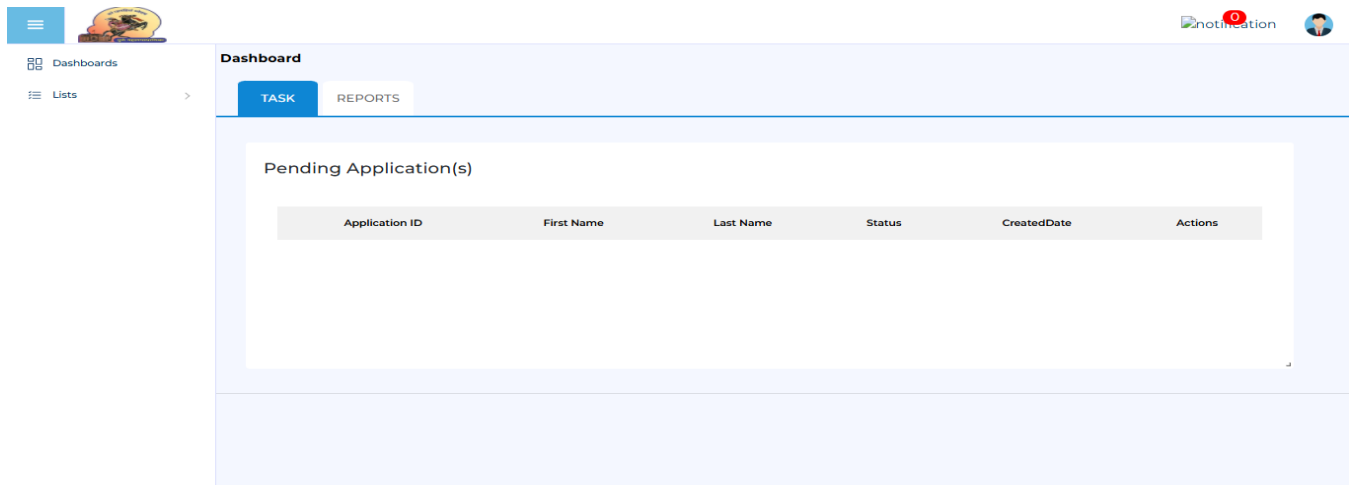 0
notification
Dashboards
Lists
Dashboard
TASK
REPORTS
Pending Application(s)
Application ID First Name Last Name Status CreatedDate Actions